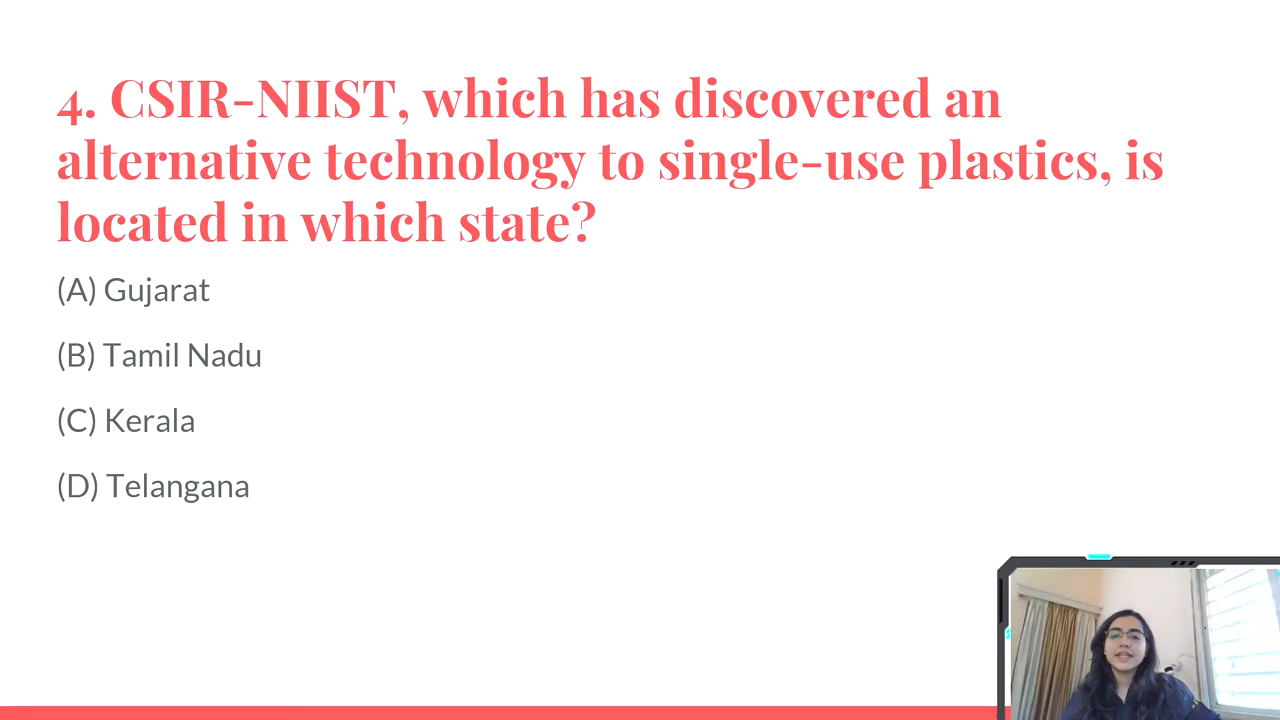 4. CSIR-NIIST, which has discovered an
alternative technology to single-use plastics, is
located in which state?
(A) Gujarat
(B) Tamil Nadu
(C) Kerala
(D) Telangana